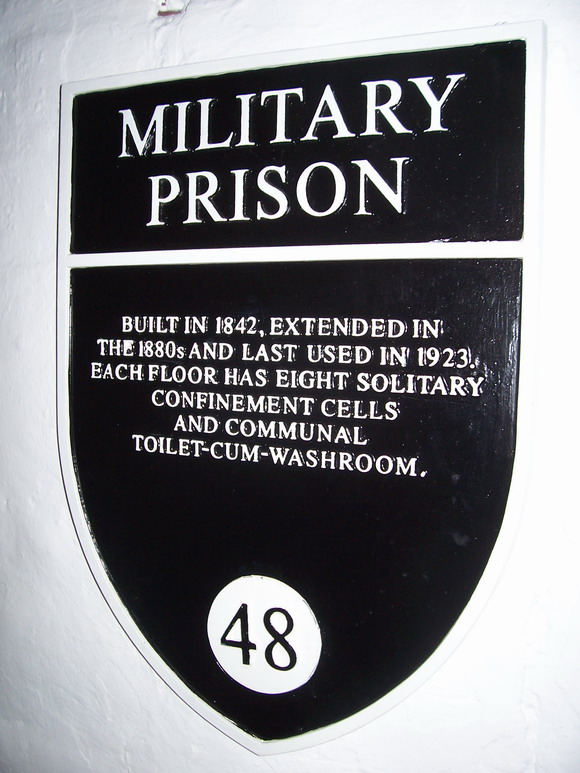 MILITARY
PRISON
BUILT IN 1842, EXTENDED IN
THE 1880s AND LAST USED IN 1923.
EACH FLOOR HAS EIGHT SOLITARY
CONFINEMENT CELLS
AND COMMUNAL
TOILET-CUM-WASHROOM.
48